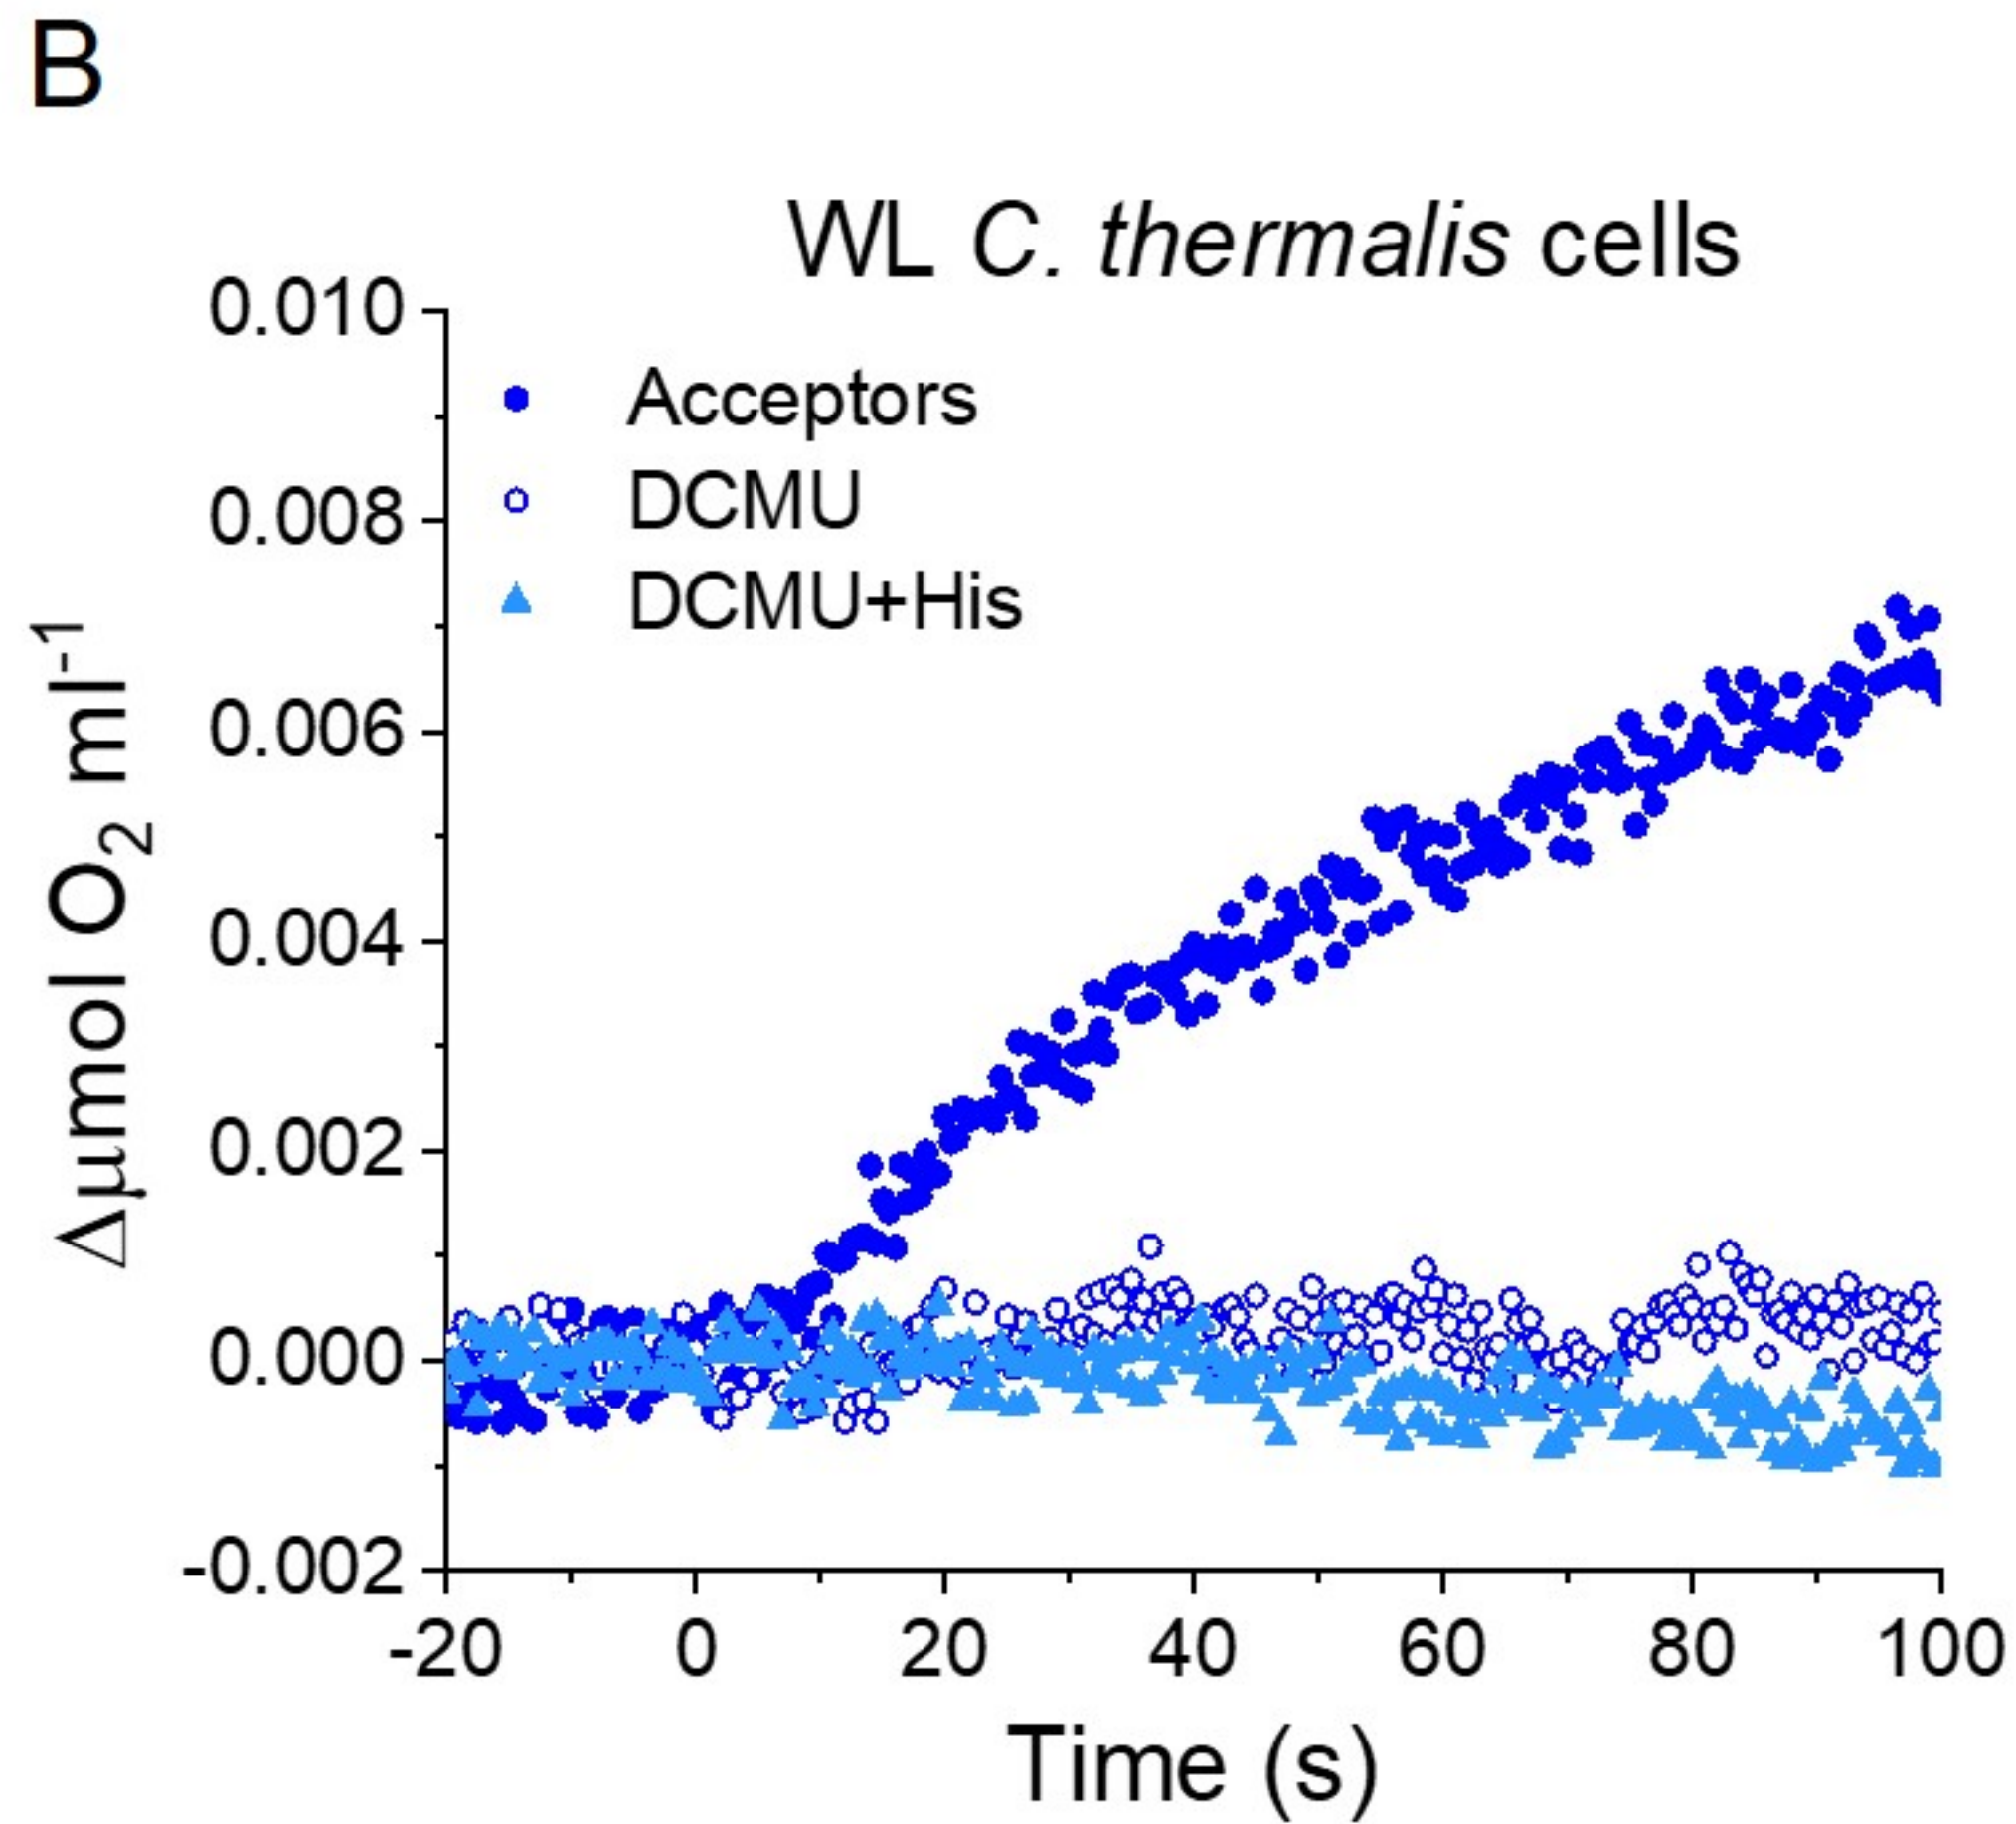 B
WL C. thermalis cells
Acceptors
DCMU
DCMU+His
Δμmol O₂ ml⁻¹
0.010
0.008
0.006
0.004
0.002
0.000
-0.002
-20 0 20 40 60 80 100
Time (s)